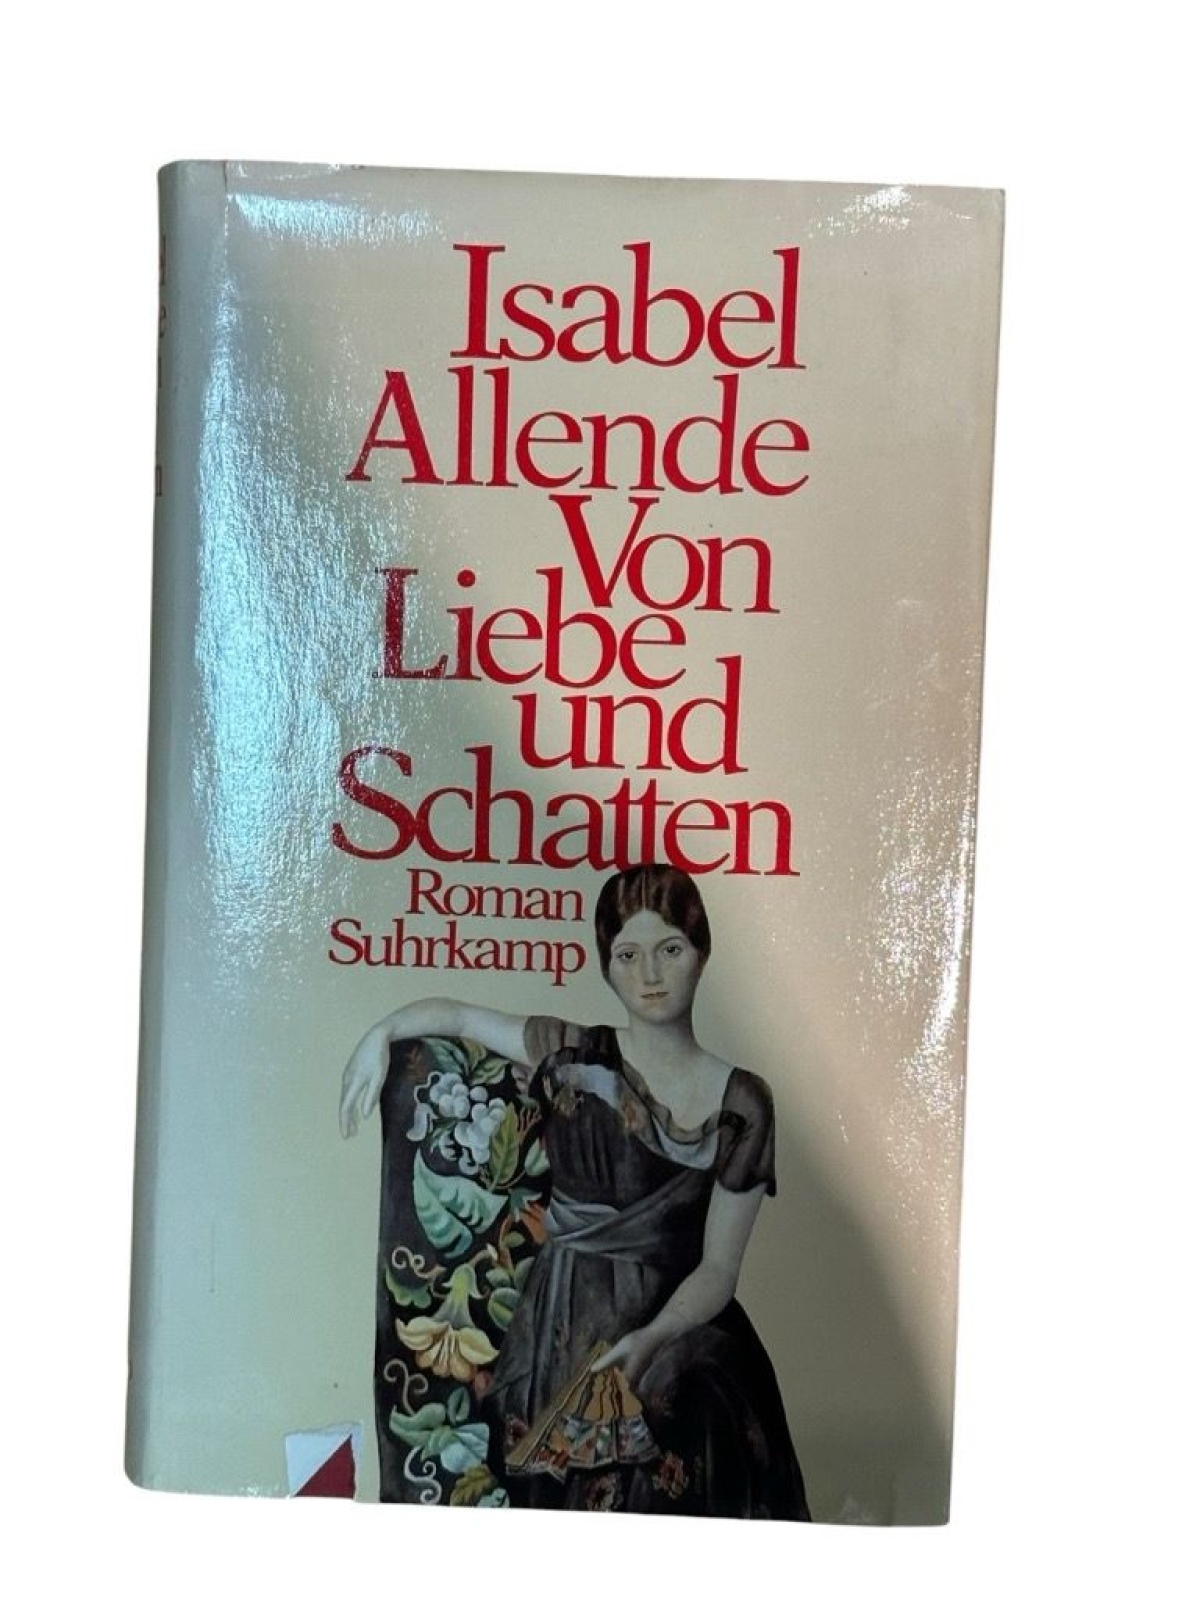 Isabel
Allende
Von
Liebe
und
Schatten
Roman
Suhrkamp